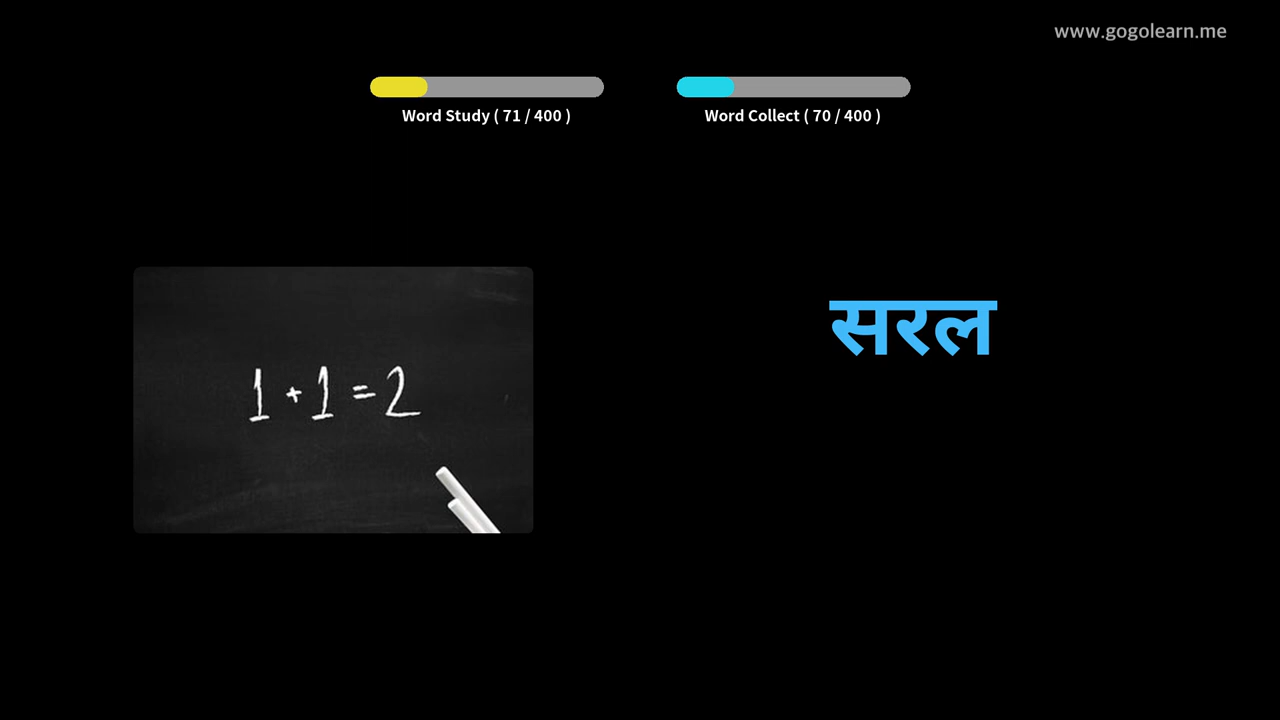 www.gogolearn.me
Word Study ( 71 / 400 )
Word Collect ( 70 / 400 )
सरल
1 + 1 = 2